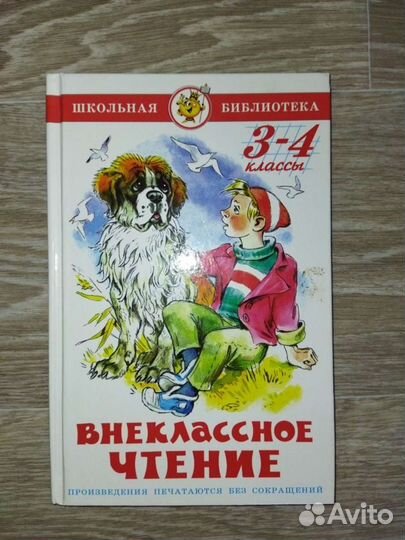 ШКОЛЬНАЯ БИБЛИОТЕКА
3-4
классы
ВНЕКЛАССНОЕ
ЧТЕНИЕ
ПРОИЗВЕДЕНИЯ ПЕЧАТАЮТСЯ БЕЗ СОКРАЩЕНИЙ
Avito